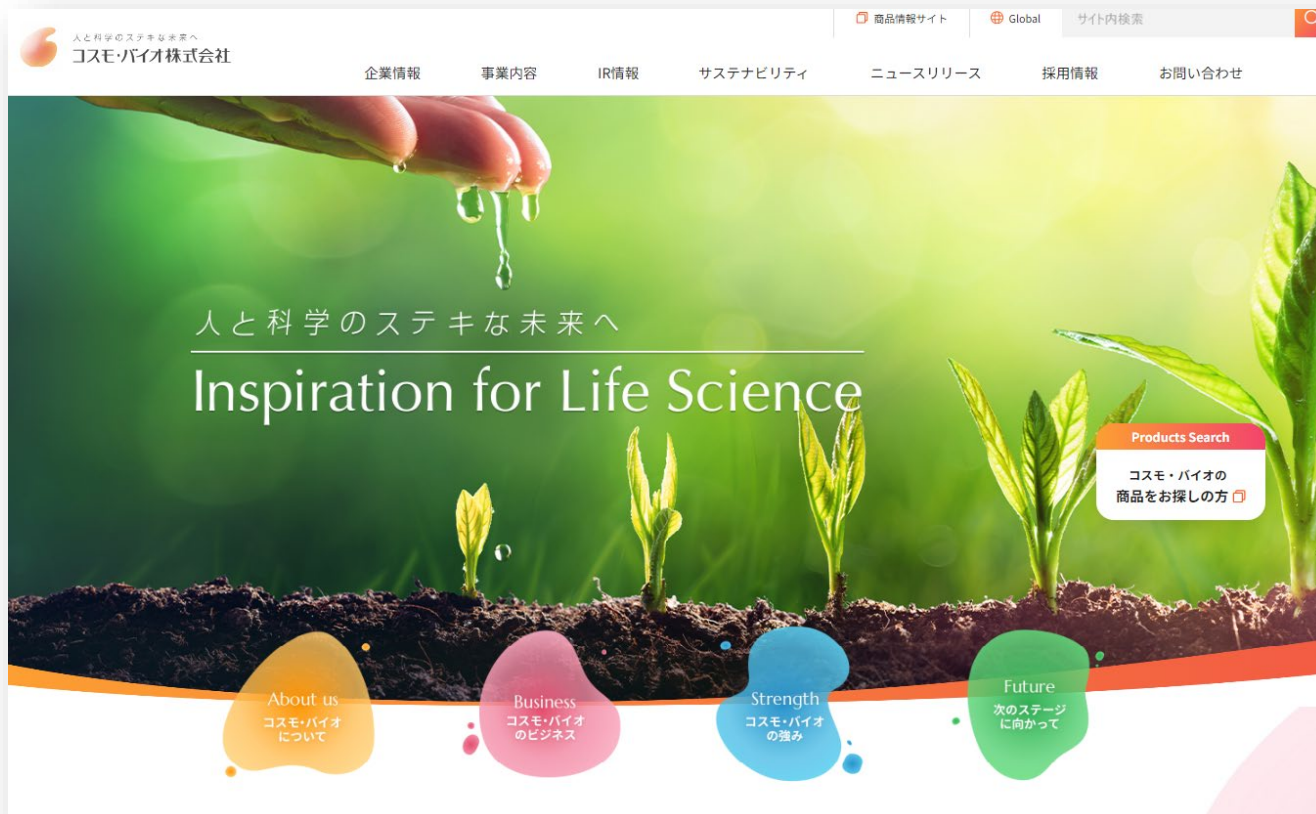 商品情報サイト
Global
サイト内検索
人と科学のステキな未来へ
コスモ・バイオ株式会社
企業情報
事業内容
IR情報
サステナビリティ
ニュースリリース
採用情報
お問い合わせ
人と科学のステキな未来へ
Inspiration for Life Science
Products Search
コスモ・バイオの
商品をお探しの方
About us
コスモ・バイオ
について
Business
コスモ・バイオ
のビジネス
Strength
コスモ・バイオ
の強み
Future
次のステージ
に向かって